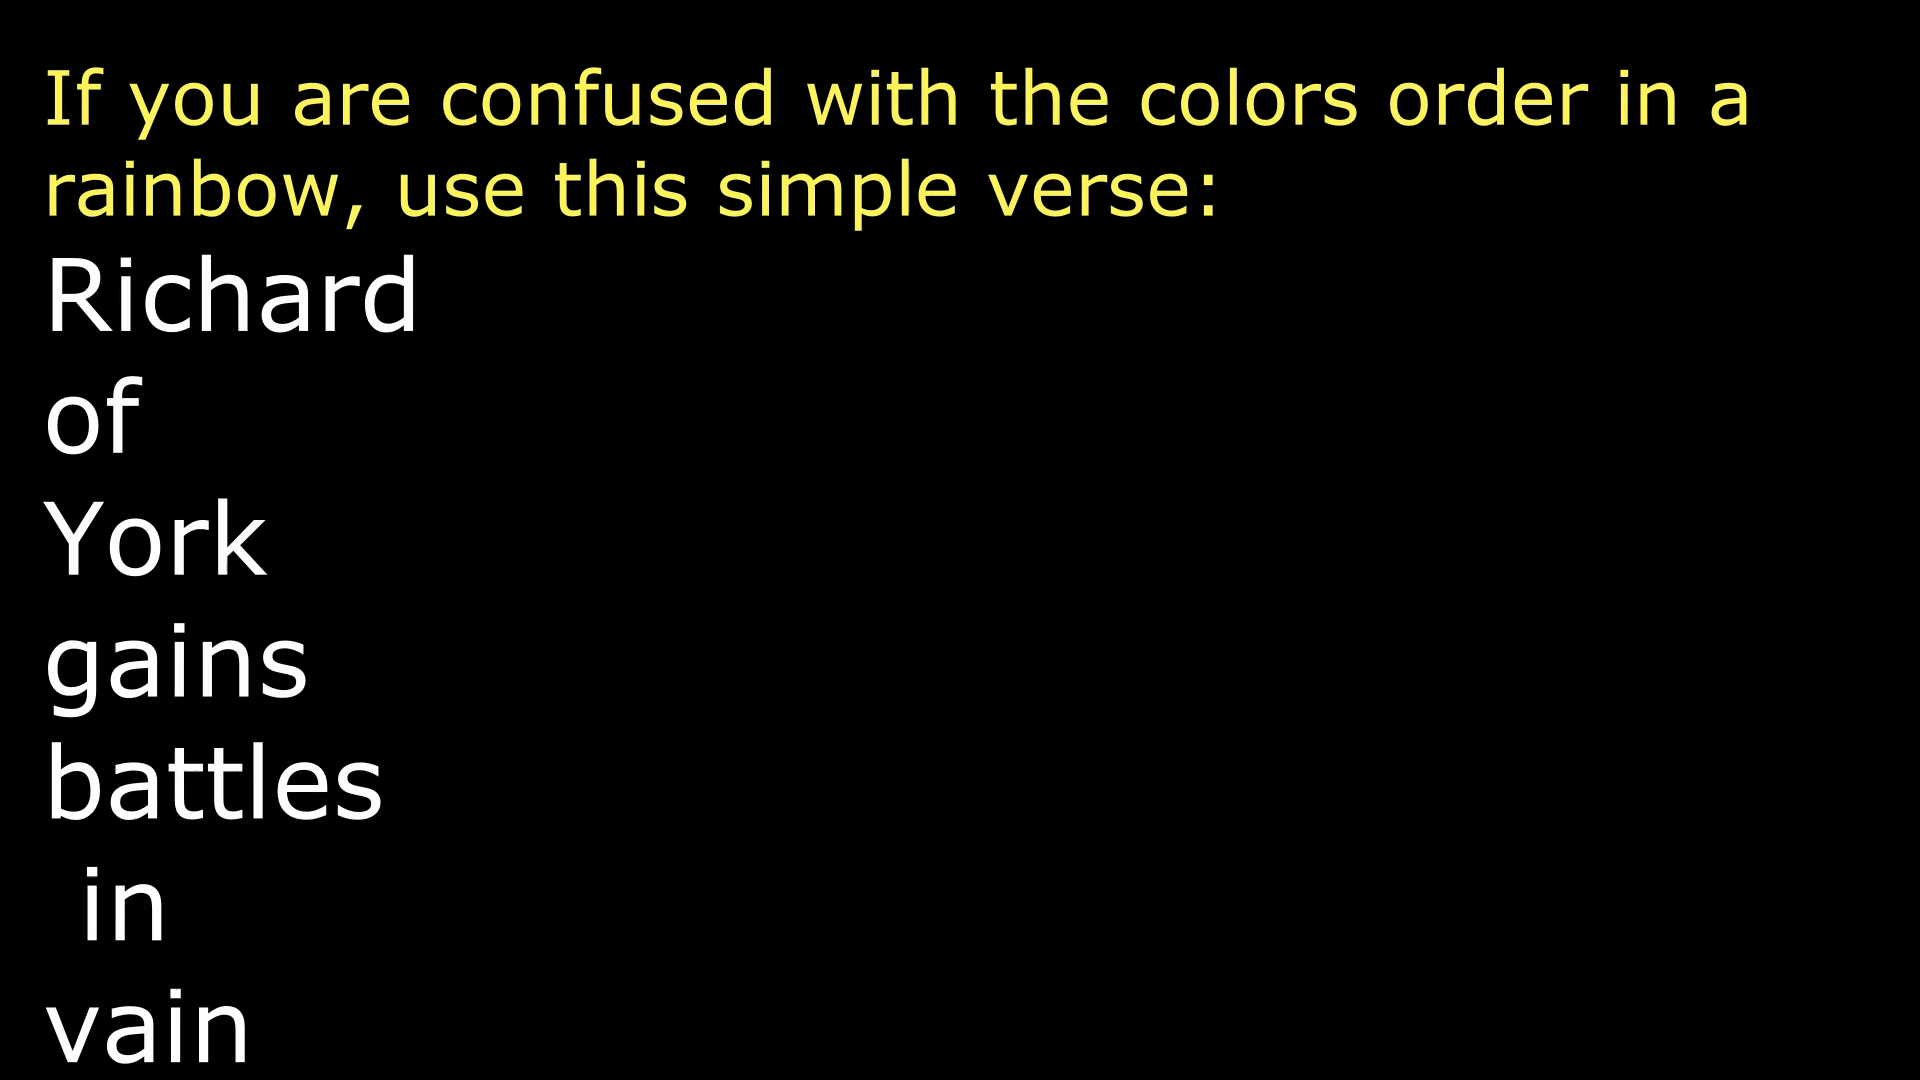 If you are confused with the colors order in a
rainbow, use this simple verse:
Richard
of
York
gains
battles
in
vain